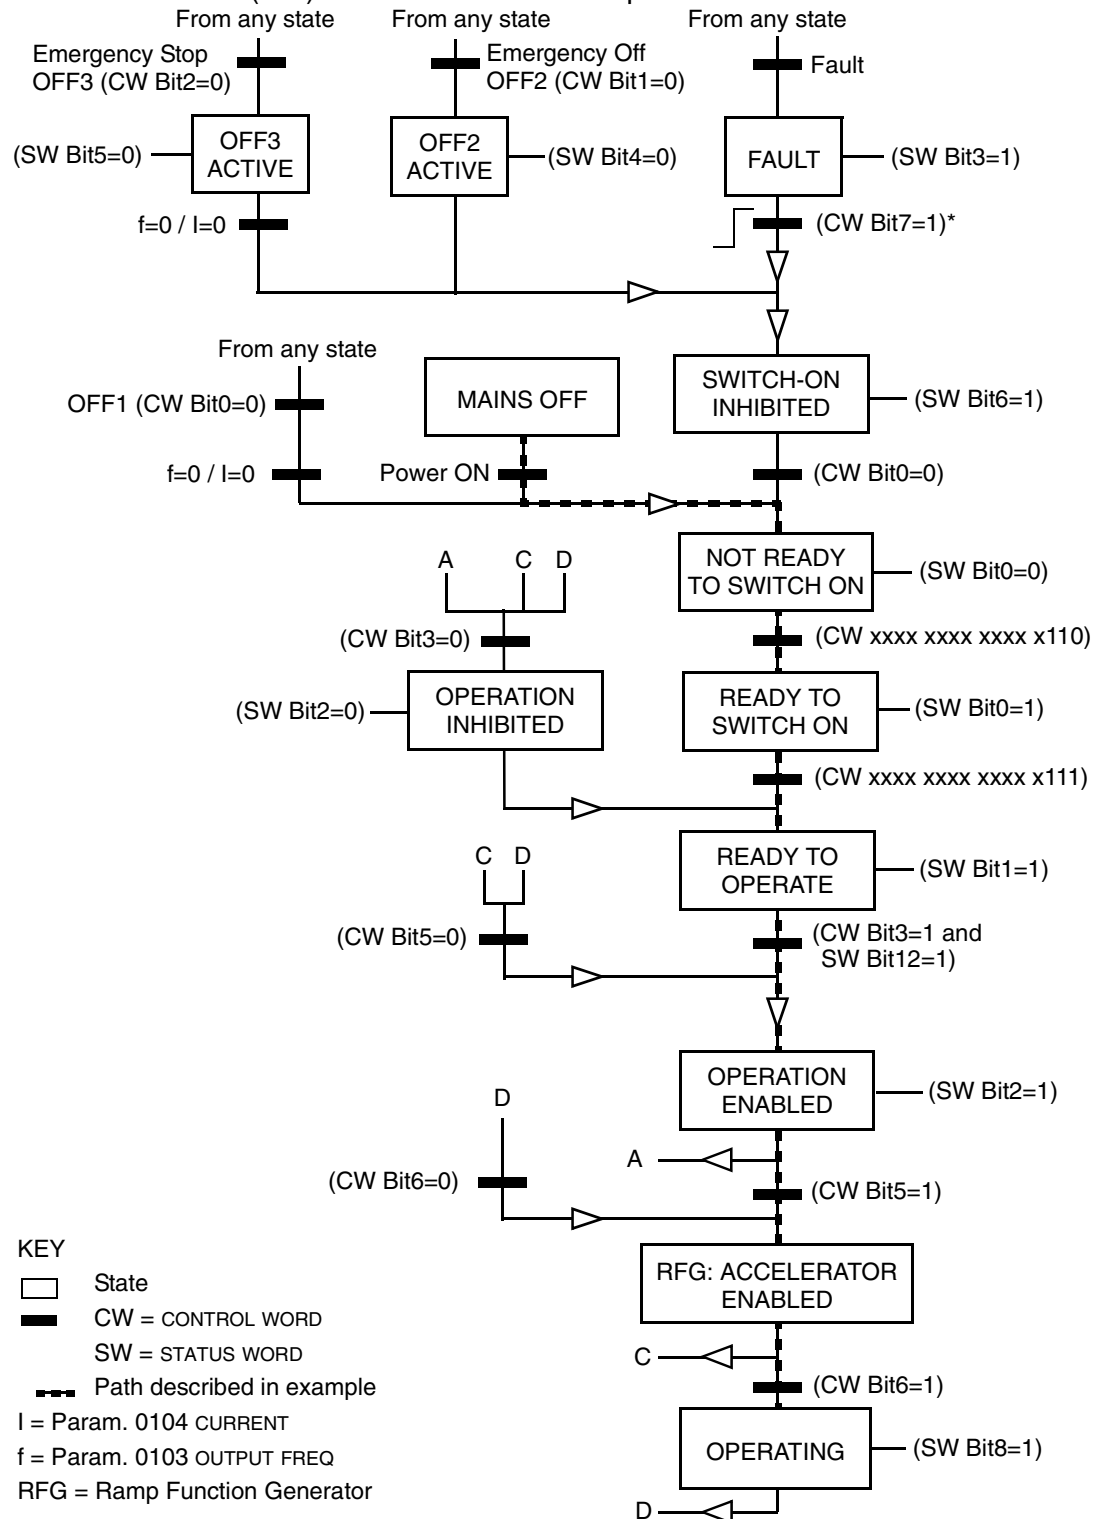 From any state
From any state
From any state
Emergency Stop
OFF3 (CW Bit2=0)
Emergency Off
OFF2 (CW Bit1=0)
Fault
(SW Bit5=0)
OFF3
ACTIVE
OFF2
ACTIVE
(SW Bit4=0)
FAULT
(SW Bit3=1)
f=0 / I=0
(CW Bit7=1)*
From any state
OFF1 (CW Bit0=0)
MAINS OFF
SWITCH-ON
INHIBITED
(SW Bit6=1)
f=0 / I=0
Power ON
(CW Bit0=0)
A
C
D
NOT READY
TO SWITCH ON
(SW Bit0=0)
(CW Bit3=0)
(CW xxxx xxxx xxxx x110)
(SW Bit2=0)
OPERATION
INHIBITED
READY TO
SWITCH ON
(SW Bit0=1)
(CW xxxx xxxx xxxx x111)
C
D
READY TO
OPERATE
(SW Bit1=1)
(CW Bit5=0)
(CW Bit3=1 and
SW Bit12=1)
OPERATION
ENABLED
(SW Bit2=1)
D
A
(CW Bit6=0)
(CW Bit5=1)
RFG: ACCELERATOR
ENABLED
C
(CW Bit6=1)
OPERATING
(SW Bit8=1)
D
KEY
State
CW = CONTROL WORD
SW = STATUS WORD
Path described in example
I = Param. 0104 CURRENT
f = Param. 0103 OUTPUT FREQ
RFG = Ramp Function Generator